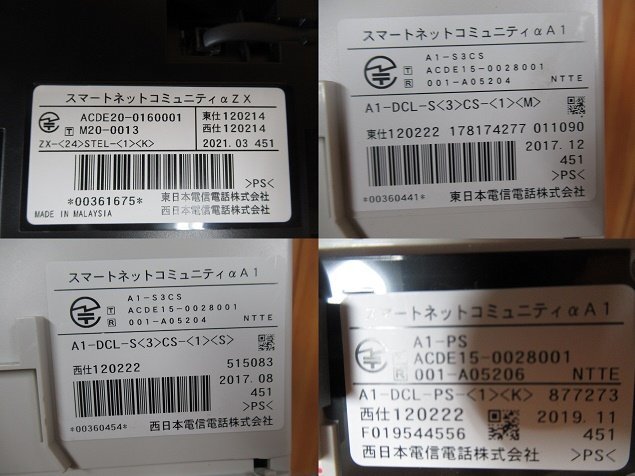 スマートネットコミュニティαZX
ACDE20-0160001
T M20-0013
東仕120214
西仕120214
ZX-<24>STEL-<1><K>
2021.03 451
>PS<
*00361675*
東日本電信電話株式会社
西日本電信電話株式会社
MADE IN MALAYSIA
スマートネットコミュニティαA1
A1-S3CS
T ACDE15-0028001
R 001-A05204
NTTE
A1-DCL-S<3>CS-<1><M>
東仕120222 178174277 011090
2017.12
451
>PS<
*00360441*
東日本電信電話株式会社
スマートネットコミュニティαA1
A1-S3CS
T ACDE15-0028001
R 001-A05204
NTTE
A1-DCL-S<3>CS-<1><S>
西仕120222
515083
2017.08
451
>PS<
*00360454*
西日本電信電話株式会社
スマートネットコミュニティαA1
A1-PS
ACDE15-0028001
R 001-A05206
NTTE
A1-DCL-PS-<1><K> 877273
西仕120222
2019.11
F019544556
451
西日本電信電話株式会社
>PS<